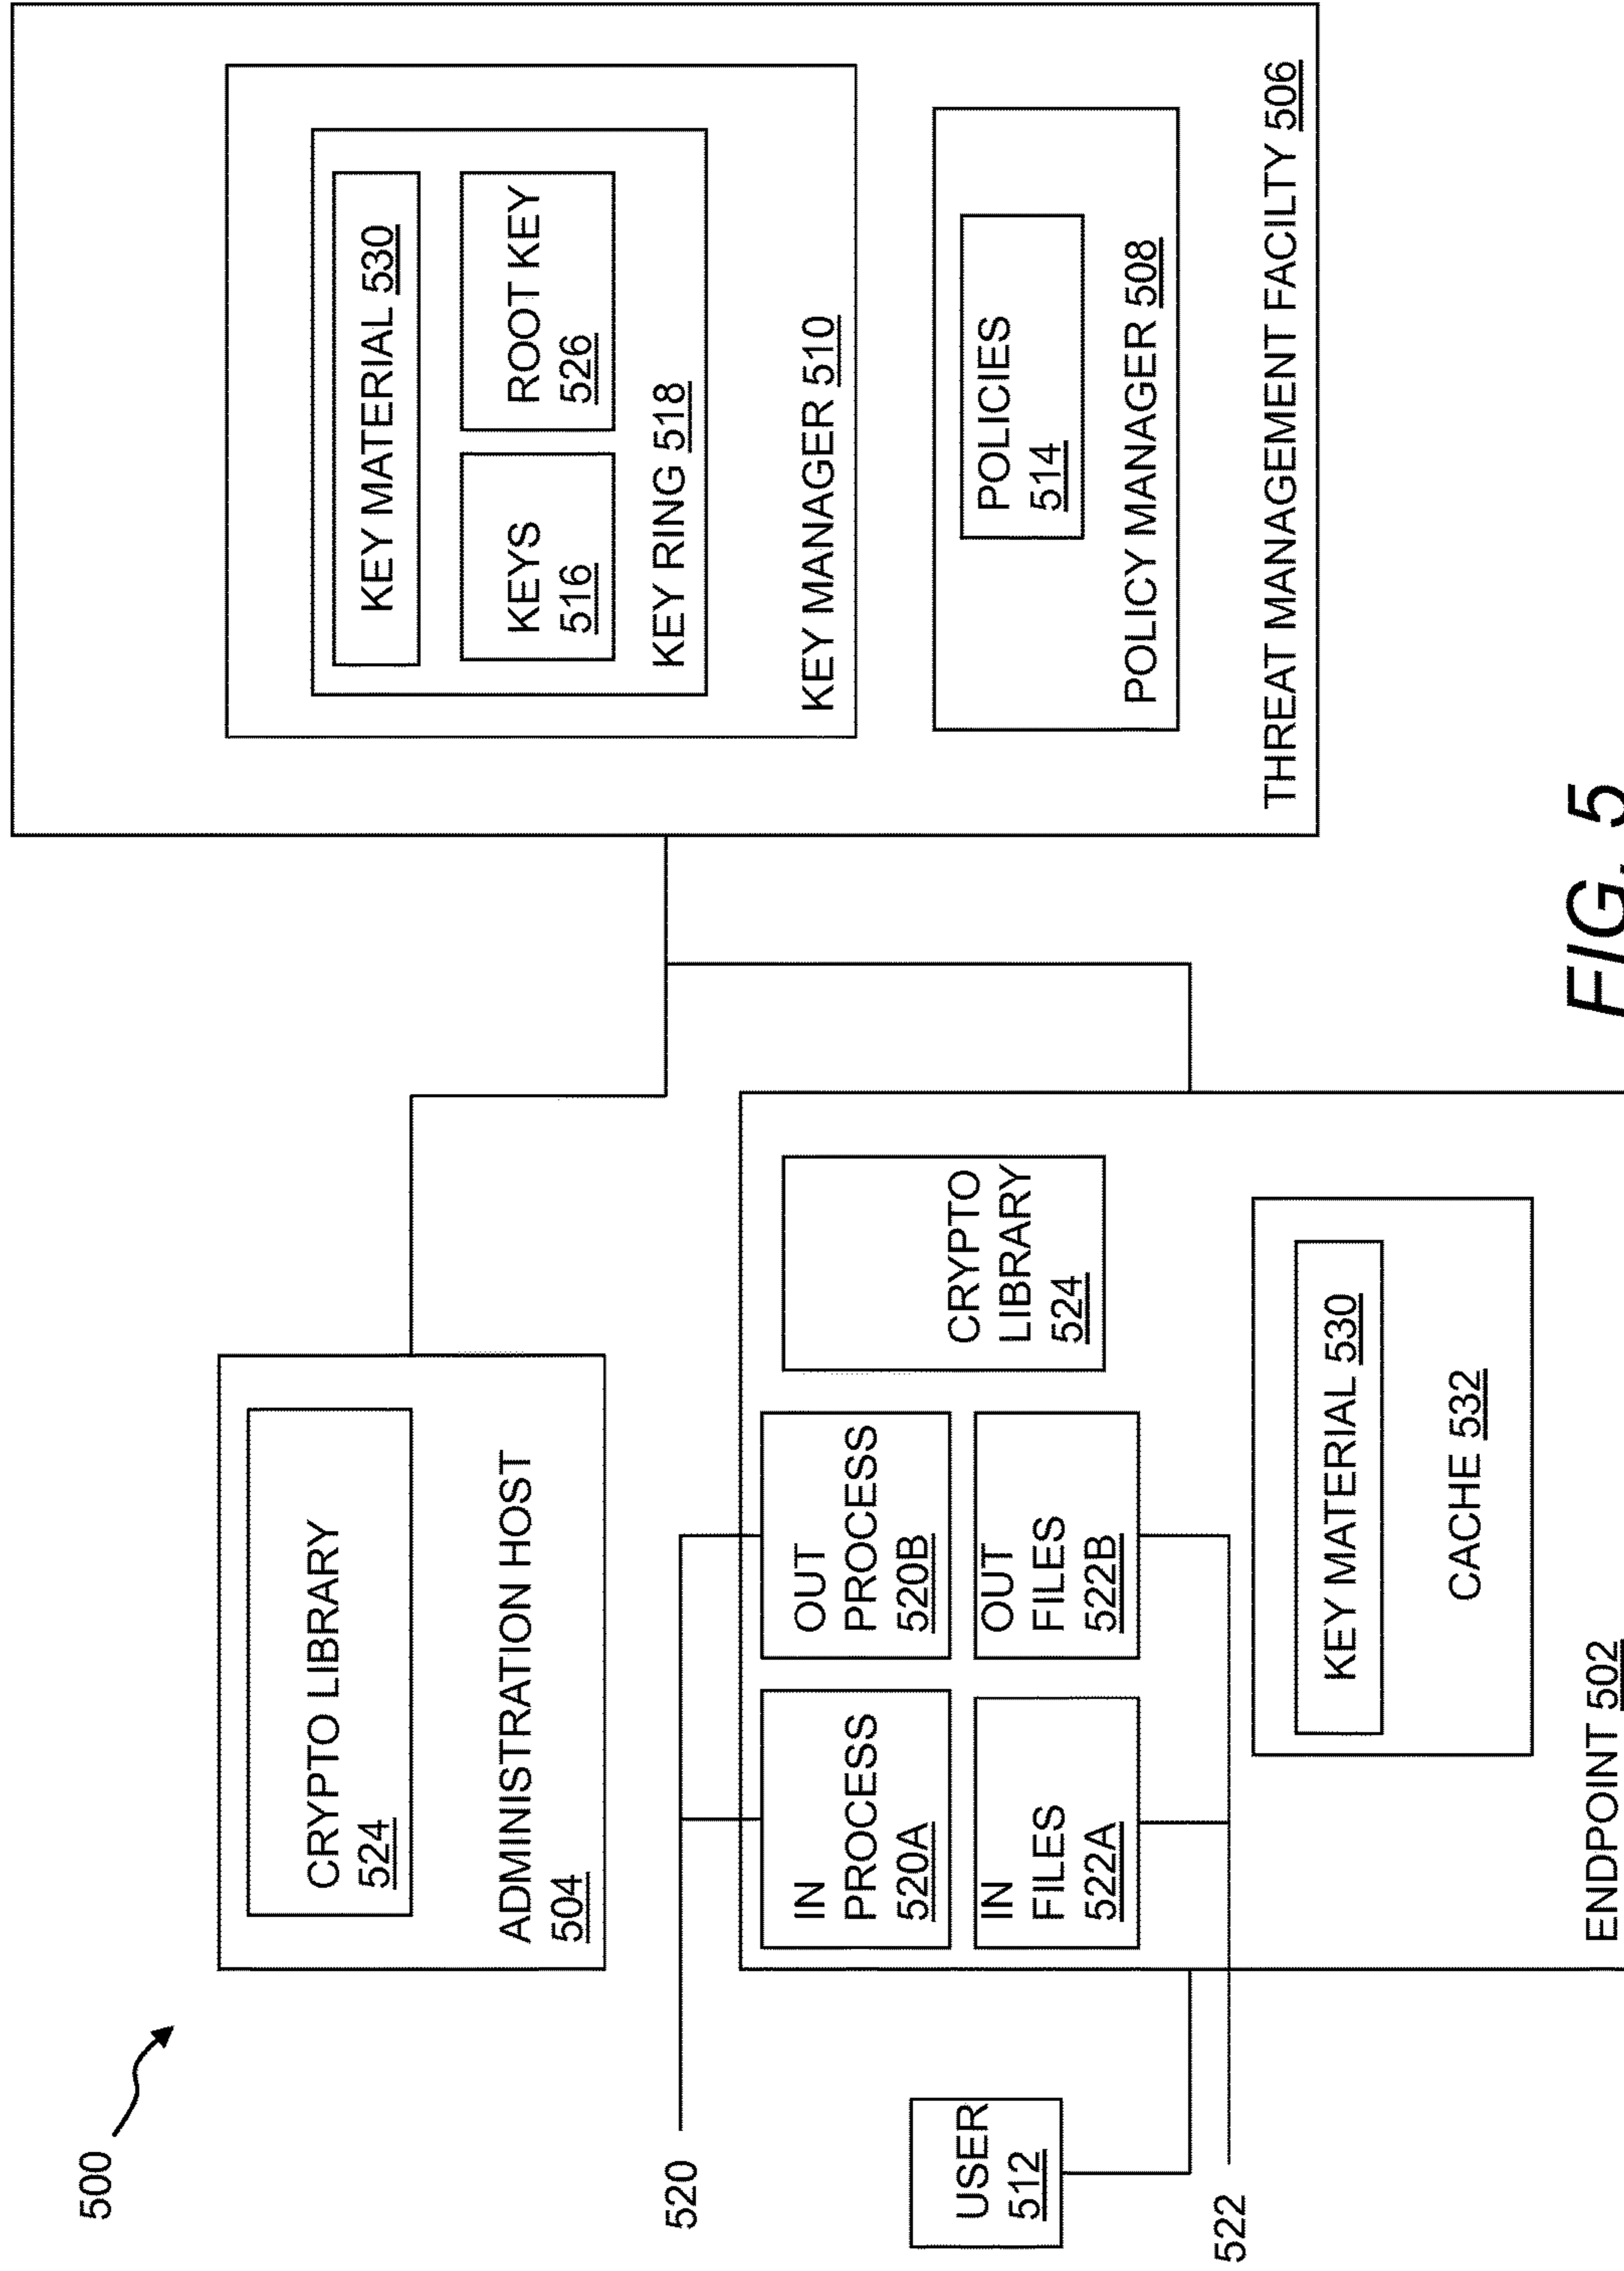 500
CRYPTO LIBRARY
524
ADMINISTRATION HOST
504
520
USER
512
522
IN
PROCESS
520A
OUT
PROCESS
520B
IN
FILES
522A
OUT
FILES
522B
CRYPTO
LIBRARY
524
KEY MATERIAL 530
CACHE 532
ENDPOINT 502
KEY MATERIAL 530
KEYS
516
ROOT KEY
526
KEY RING 518
KEY MANAGER 510
POLICIES
514
POLICY MANAGER 508
THREAT MANAGEMENT FACILTY 506
FIG. 5